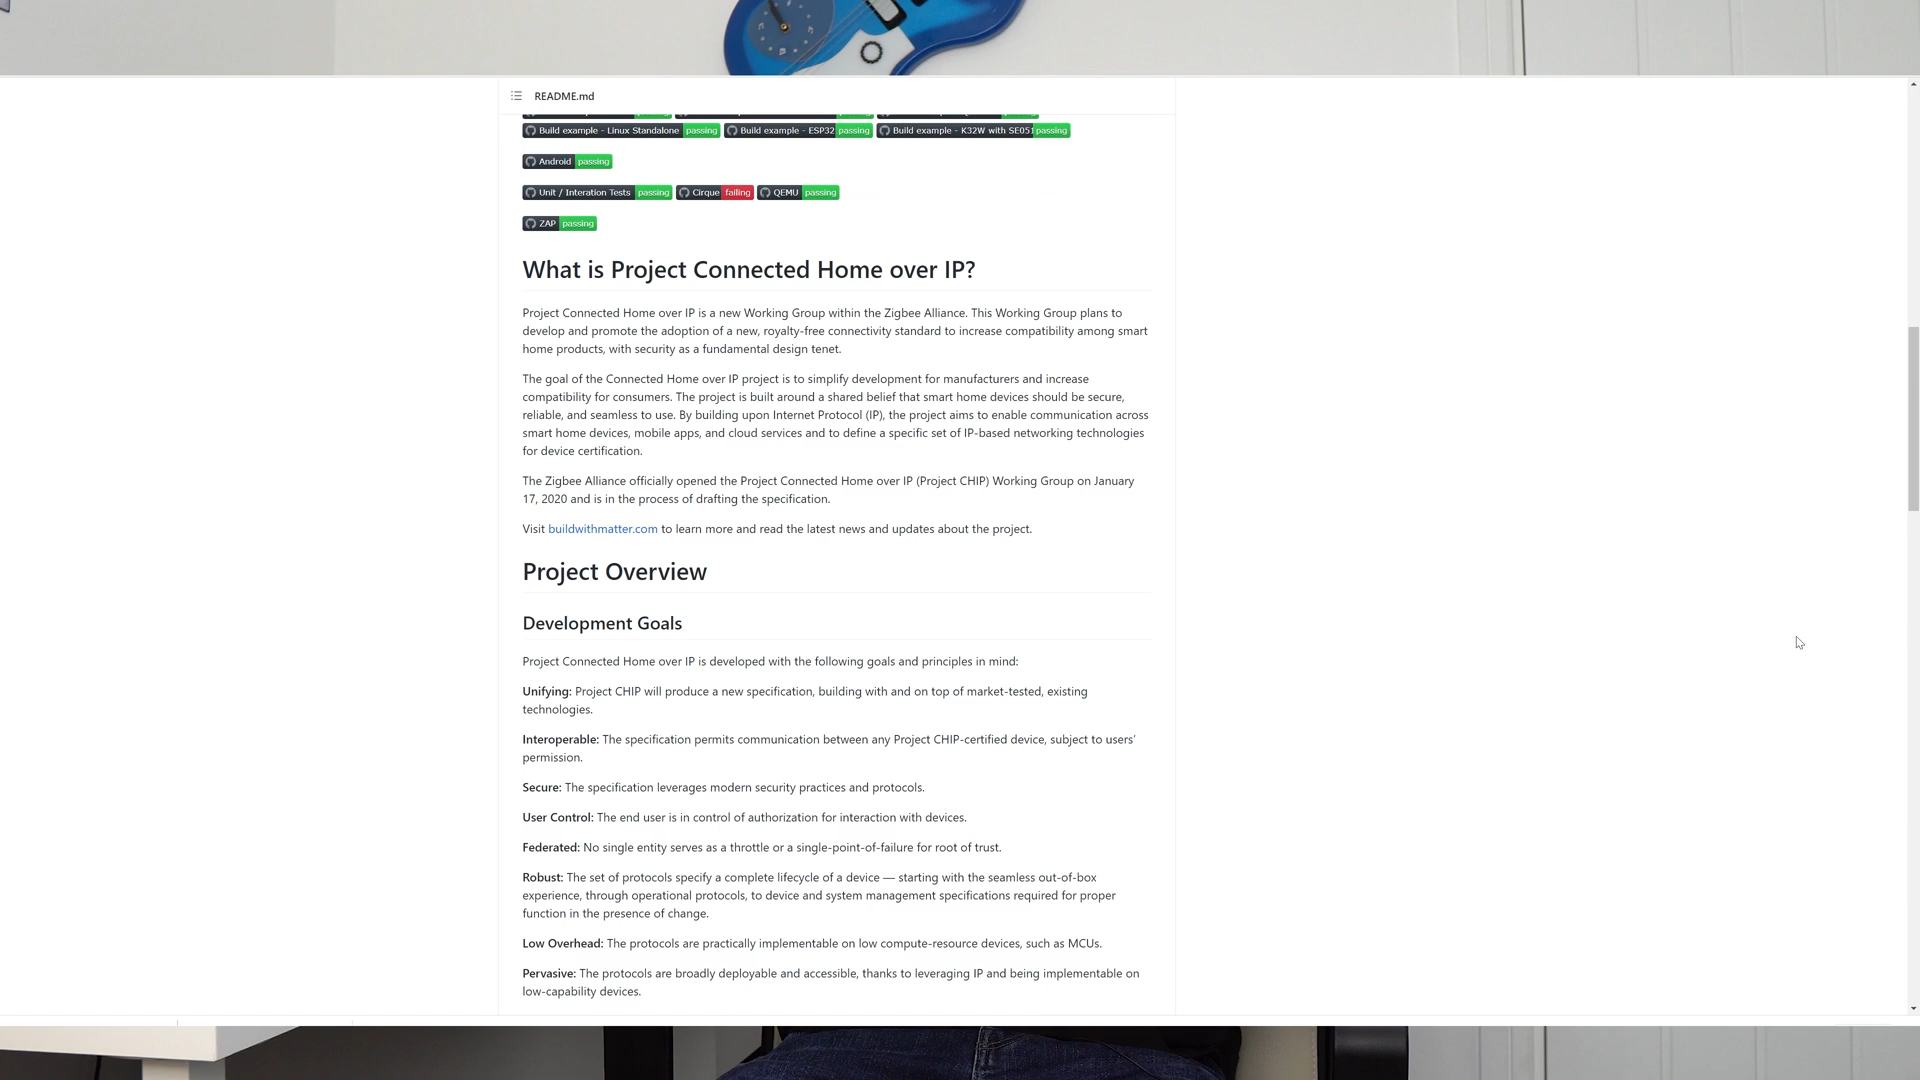 README.md
Build example - Linux Standalone passing Build example - ESP32 passing Build example - K32W with SE051 passing
Android passing
Unit / Interation Tests passing Cirque failing QEMU passing
ZAP passing
What is Project Connected Home over IP?
Project Connected Home over IP is a new Working Group within the Zigbee Alliance. This Working Group plans to
develop and promote the adoption of a new, royalty-free connectivity standard to increase compatibility among smart
home products, with security as a fundamental design tenet.
The goal of the Connected Home over IP project is to simplify development for manufacturers and increase
compatibility for consumers. The project is built around a shared belief that smart home devices should be secure,
reliable, and seamless to use. By building upon Internet Protocol (IP), the project aims to enable communication across
smart home devices, mobile apps, and cloud services and to define a specific set of IP-based networking technologies
for device certification.
The Zigbee Alliance officially opened the Project Connected Home over IP (Project CHIP) Working Group on January
17, 2020 and is in the process of drafting the specification.
Visit buildwithmatter.com to learn more and read the latest news and updates about the project.
Project Overview
Development Goals
Project Connected Home over IP is developed with the following goals and principles in mind:
Unifying: Project CHIP will produce a new specification, building with and on top of market-tested, existing
technologies.
Interoperable: The specification permits communication between any Project CHIP-certified device, subject to users'
permission.
Secure: The specification leverages modern security practices and protocols.
User Control: The end user is in control of authorization for interaction with devices.
Federated: No single entity serves as a throttle or a single-point-of-failure for root of trust.
Robust: The set of protocols specify a complete lifecycle of a device — starting with the seamless out-of-box
experience, through operational protocols, to device and system management specifications required for proper
function in the presence of change.
Low Overhead: The protocols are practically implementable on low compute-resource devices, such as MCUs.
Pervasive: The protocols are broadly deployable and accessible, thanks to leveraging IP and being implementable on
low-capability devices.